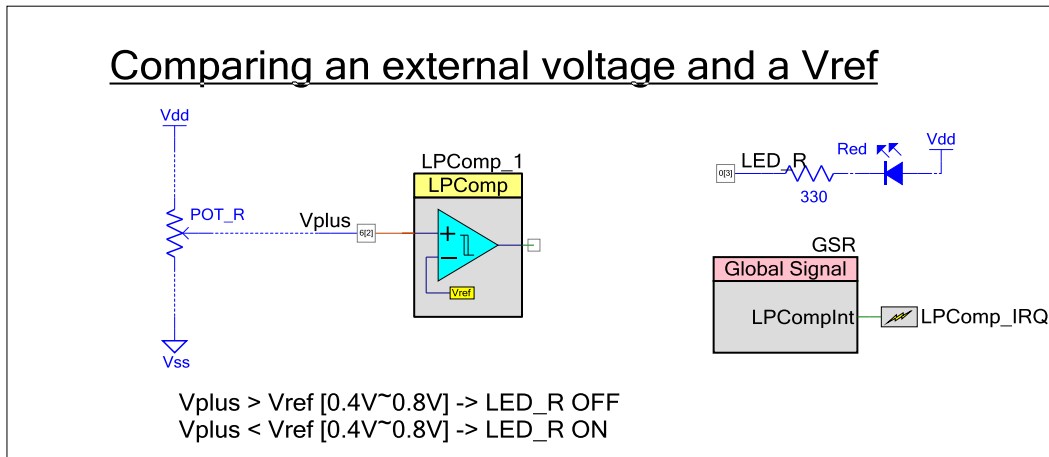 Comparing an external voltage and a Vref
Vdd
POT_R
Vss
Vplus
6[2]
LPComp_1
LPComp
+
−
Vref
0[3]
LED_R
330
Red
Vdd
GSR
Global Signal
LPCompInt
LPComp_IRQ
Vplus > Vref [0.4V~0.8V] -> LED_R OFF
Vplus < Vref [0.4V~0.8V] -> LED_R ON